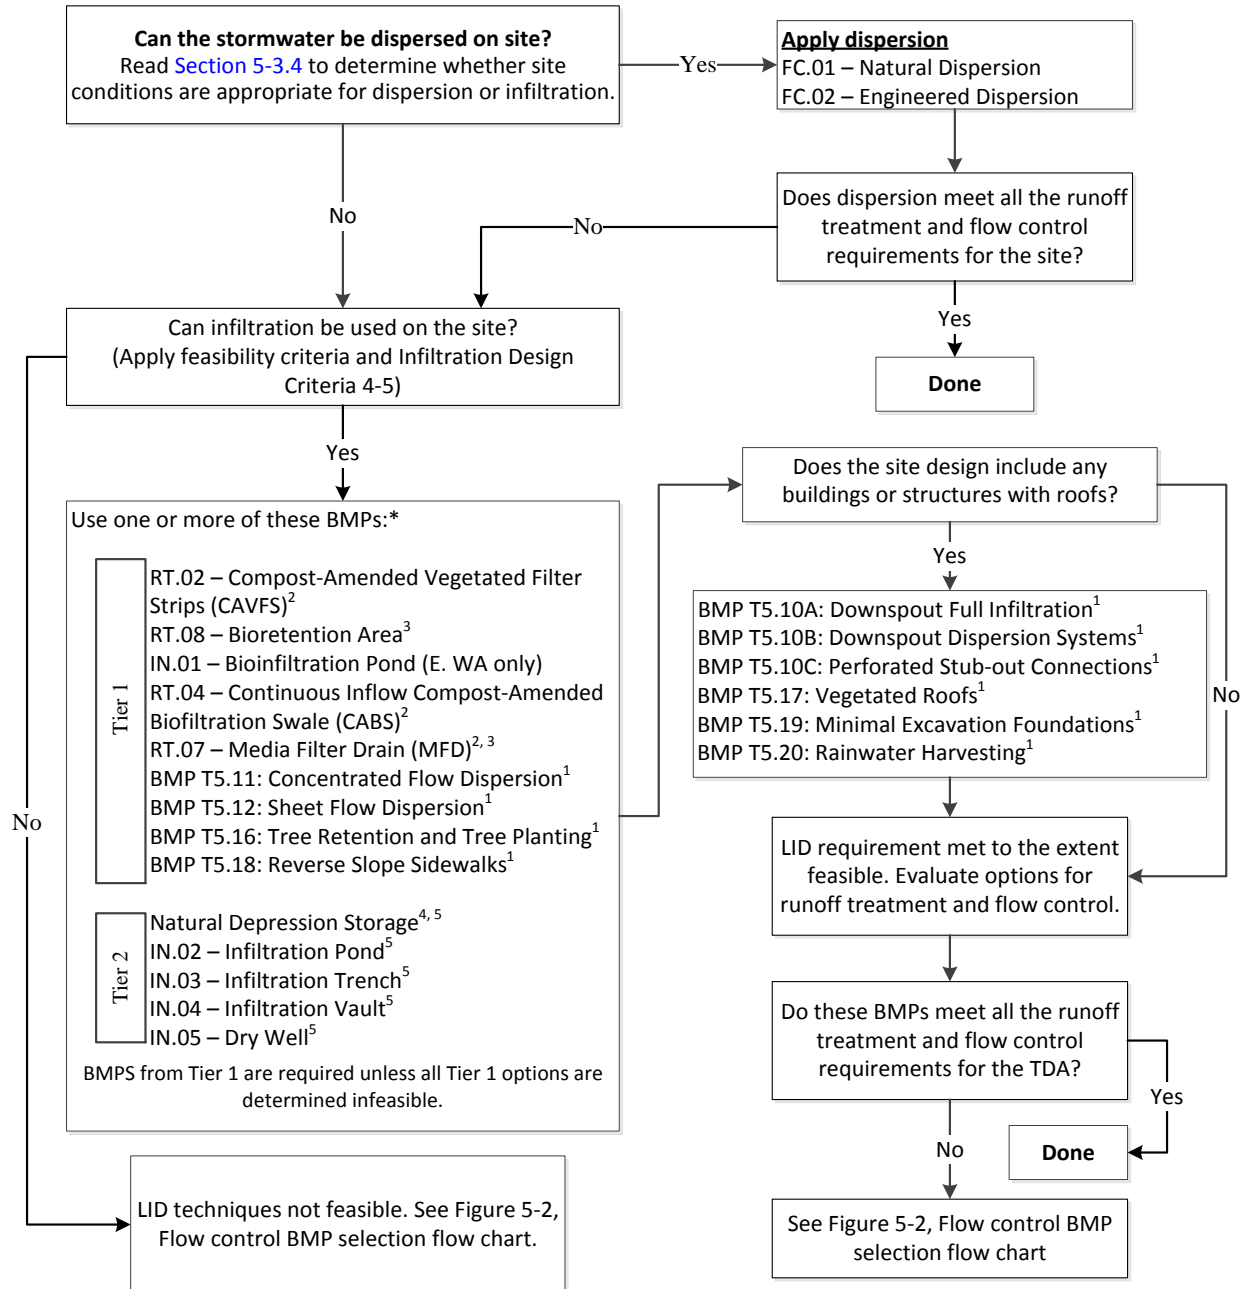 Can the stormwater be dispersed on site?
Read Section 5-3.4 to determine whether site
conditions are appropriate for dispersion or infiltration.
Yes
Apply dispersion
FC.01 – Natural Dispersion
FC.02 – Engineered Dispersion
No
Does dispersion meet all the runoff
treatment and flow control
requirements for the site?
No
Yes
Done
Can infiltration be used on the site?
(Apply feasibility criteria and Infiltration Design
Criteria 4-5)
Yes
No
Use one or more of these BMPs:*
Tier 1
RT.02 – Compost-Amended Vegetated Filter
Strips (CAVFS)2
RT.08 – Bioretention Area3
IN.01 – Bioinfiltration Pond (E. WA only)
RT.04 – Continuous Inflow Compost-Amended
Biofiltration Swale (CABS)2
RT.07 – Media Filter Drain (MFD)2, 3
BMP T5.11: Concentrated Flow Dispersion1
BMP T5.12: Sheet Flow Dispersion1
BMP T5.16: Tree Retention and Tree Planting1
BMP T5.18: Reverse Slope Sidewalks1
Tier 2
Natural Depression Storage4, 5
IN.02 – Infiltration Pond5
IN.03 – Infiltration Trench5
IN.04 – Infiltration Vault5
IN.05 – Dry Well5
BMPS from Tier 1 are required unless all Tier 1 options are
determined infeasible.
LID techniques not feasible. See Figure 5-2,
Flow control BMP selection flow chart.
Does the site design include any
buildings or structures with roofs?
Yes
No
BMP T5.10A: Downspout Full Infiltration1
BMP T5.10B: Downspout Dispersion Systems1
BMP T5.10C: Perforated Stub-out Connections1
BMP T5.17: Vegetated Roofs1
BMP T5.19: Minimal Excavation Foundations1
BMP T5.20: Rainwater Harvesting1
LID requirement met to the extent
feasible. Evaluate options for
runoff treatment and flow control.
Do these BMPs meet all the runoff
treatment and flow control
requirements for the TDA?
Yes
No
Done
See Figure 5-2, Flow control BMP
selection flow chart